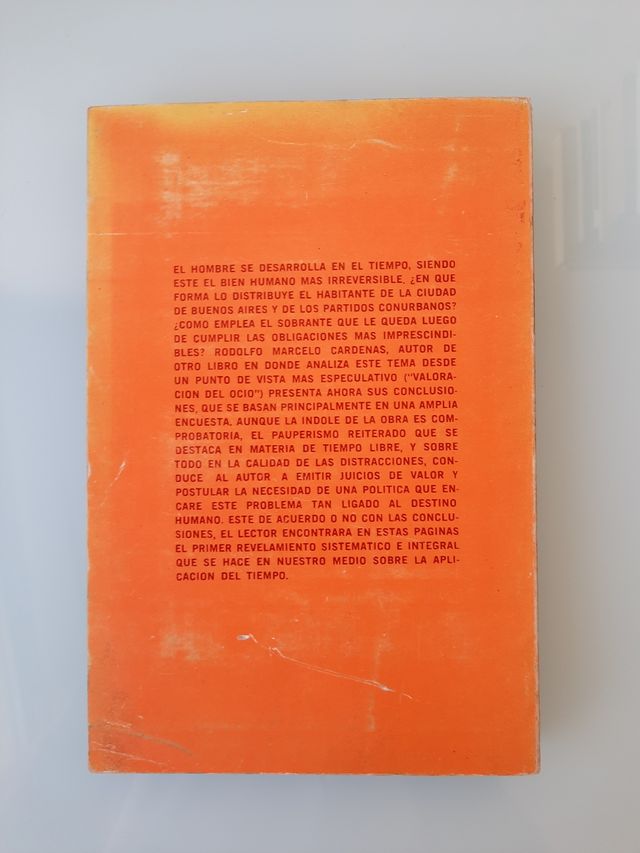 EL HOMBRE SE DESARROLLA EN EL TIEMPO, SIENDO
ESTE EL BIEN HUMANO MAS IRREVERSIBLE. ¿EN QUE
FORMA LO DISTRIBUYE EL HABITANTE DE LA CIUDAD
DE BUENOS AIRES Y DE LOS PARTIDOS CONURBANOS?
¿COMO EMPLEA EL SOBRANTE QUE LE QUEDA LUEGO
DE CUMPLIR LAS OBLIGACIONES MAS IMPRESCINDI-
BLES? RODOLFO MARCELO CARDENAS, AUTOR DE
OTRO LIBRO EN DONDE ANALIZA ESTE TEMA DESDE
UN PUNTO DE VISTA MAS ESPECULATIVO ("VALORA-
CION DEL OCIO") PRESENTA AHORA SUS CONCLUSIO-
NES, QUE SE BASAN PRINCIPALMENTE EN UNA AMPLIA
ENCUESTA. AUNQUE LA INDOLE DE LA OBRA ES COM-
PROBATORIA, EL PAUPERISMO REITERADO QUE SE
DESTACA EN MATERIA DE TIEMPO LIBRE, Y SOBRE
TODO EN LA CALIDAD DE LAS DISTRACCIONES, CON-
DUCE AL AUTOR A EMITIR JUICIOS DE VALOR Y
POSTULAR LA NECESIDAD DE UNA POLITICA QUE EN-
CARE ESTE PROBLEMA TAN LIGADO AL DESTINO
HUMANO. ESTE DE ACUERDO O NO CON LAS CONCLU-
SIONES, EL LECTOR ENCONTRARA EN ESTAS PAGINAS
EL PRIMER REVELAMIENTO SISTEMATICO E INTEGRAL
QUE SE HACE EN NUESTRO MEDIO SOBRE LA APLI-
CACION DEL TIEMPO.